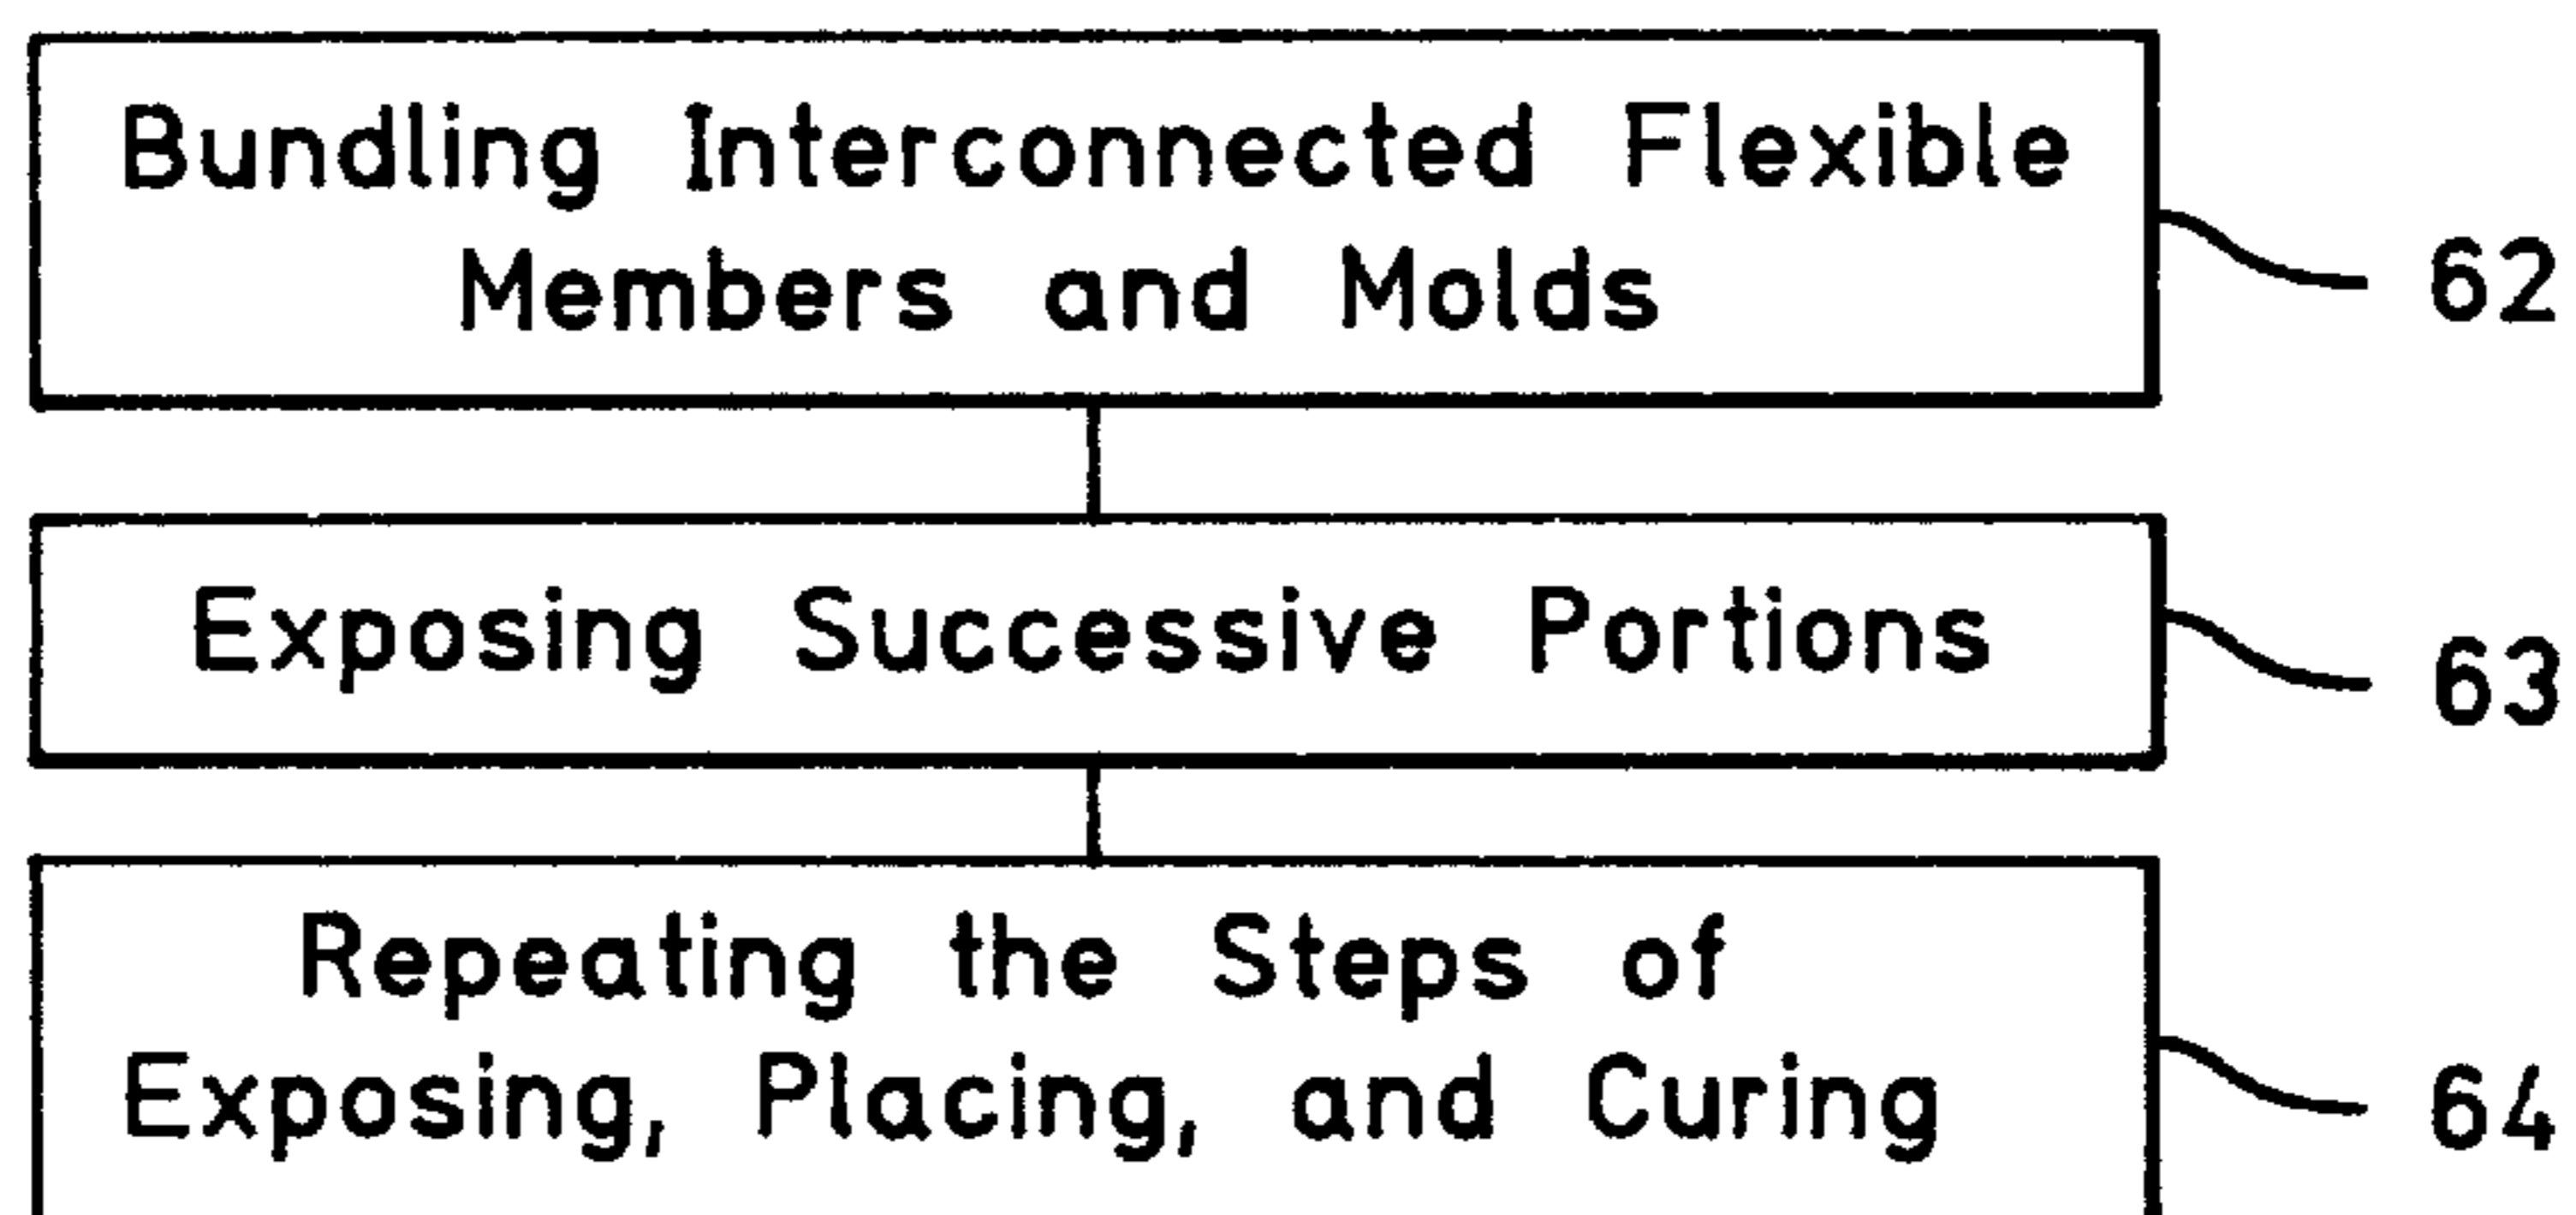 Bundling Interconnected Flexible
Members and Molds
62
Exposing Successive Portions
63
Repeating the Steps of
Exposing, Placing, and Curing
64